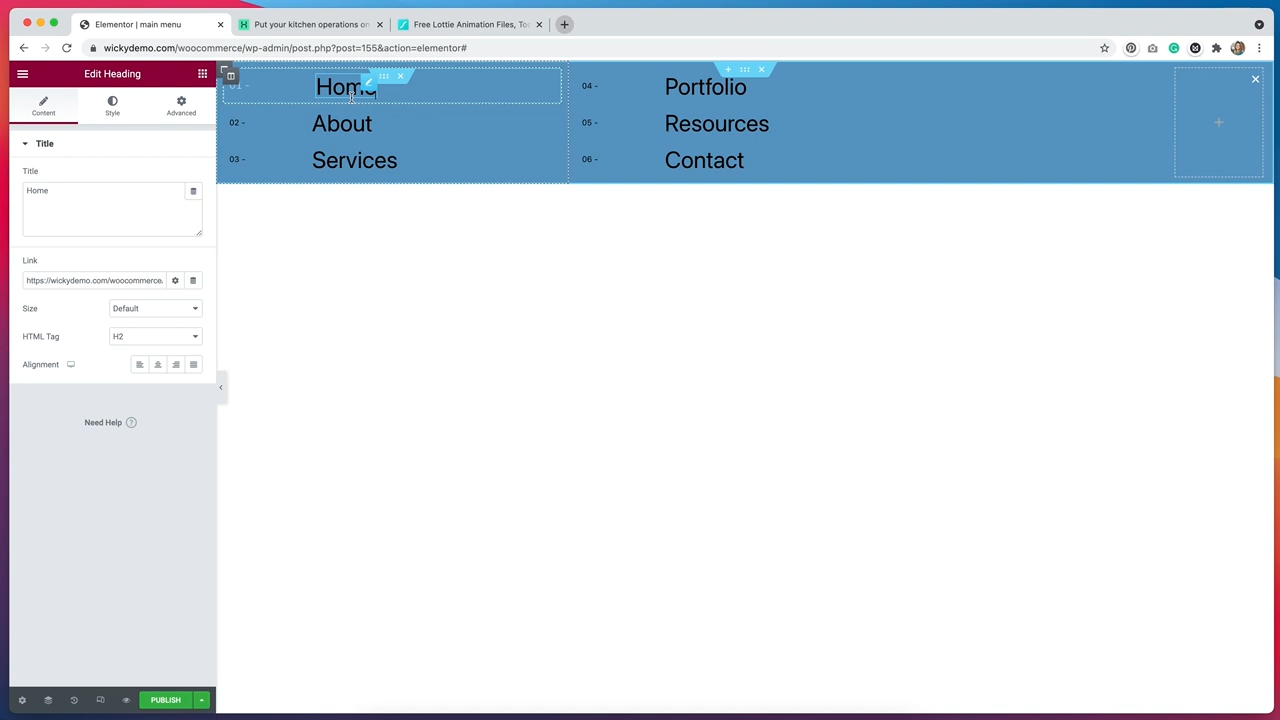 Elementor | main menu
Put your kitchen operations on
Free Lottie Animation Files, Too
wickydemo.com/woocommerce/wp-admin/post.php?post=155&action=elementor#
Edit Heading
Content
Style
Advanced
Title
Title
Home
Link
https://wickydemo.com/woocommerce/
Size
Default
HTML Tag
H2
Alignment
Need Help
PUBLISH
01 -
Home
02 -
About
03 -
Services
04 -
Portfolio
05 -
Resources
06 -
Contact